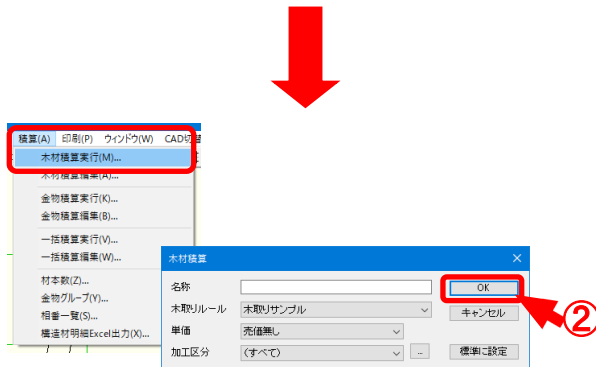 積算(A) 印刷(P) ウィンドウ(W) CAD切替
木材積算実行(M)...
木材積算編集(A)...
金物積算実行(K)...
金物積算編集(B)...
一括積算実行(V)...
一括積算編集(W)...
材本数(Z)...
金物グループ(Y)...
相番一覧(S)...
構造材明細Excel出力(X)...
木材積算
名称
OK
木取りルール 木取りサンプル
キャンセル
②
単価 売価無し
加工区分 (すべて) ... 標準に設定